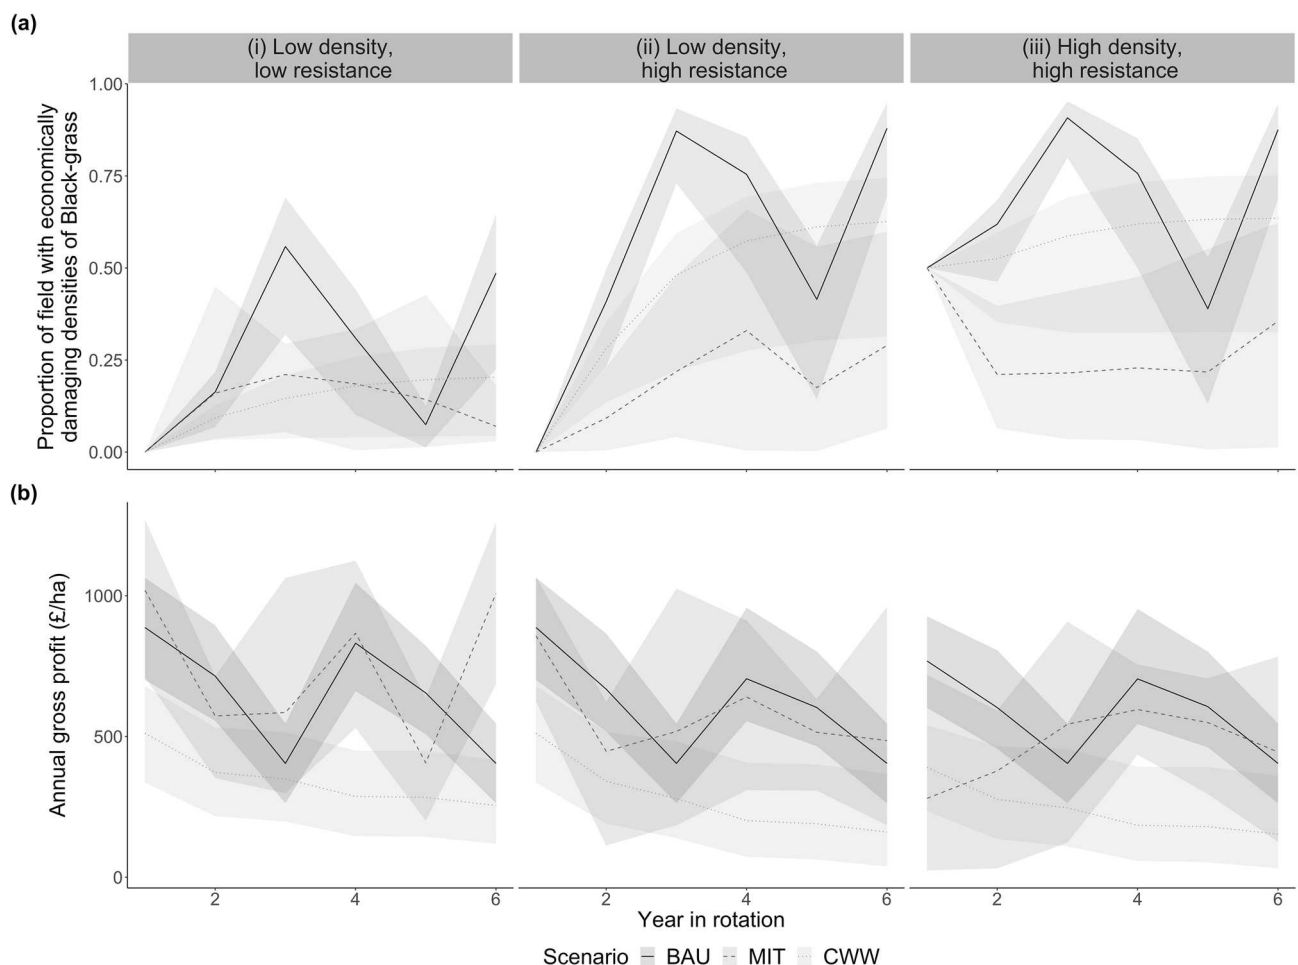 (a)
(i) Low density,
low resistance
(ii) Low density,
high resistance
(iii) High density,
high resistance
Proportion of field with economically
damaging densities of Black-grass
1.00
0.75
0.50
0.25
0.00
(b)
Annual gross profit (£/ha)
1000
500
0
2 4 6 2 4 6 2 4 6
Year in rotation
Scenario BAU MIT CWW